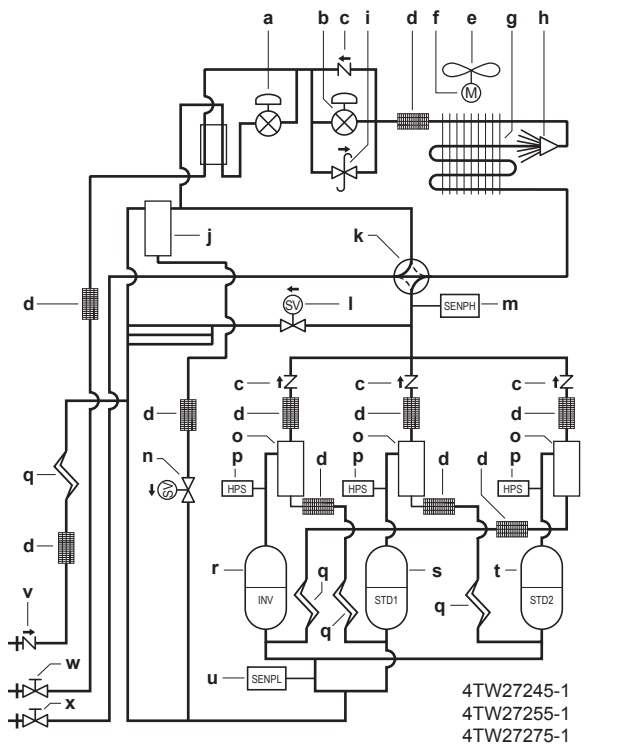 a b c i d f e g h
M
j k
d SV l SENPH m
c c c
d d d d
o o o
n p p p
SV HPS HPS HPS
q d d d
d
r q s t
INV STD1 STD2
v q q
w u SENPL
x
4TW27245-1
4TW27255-1
4TW27275-1